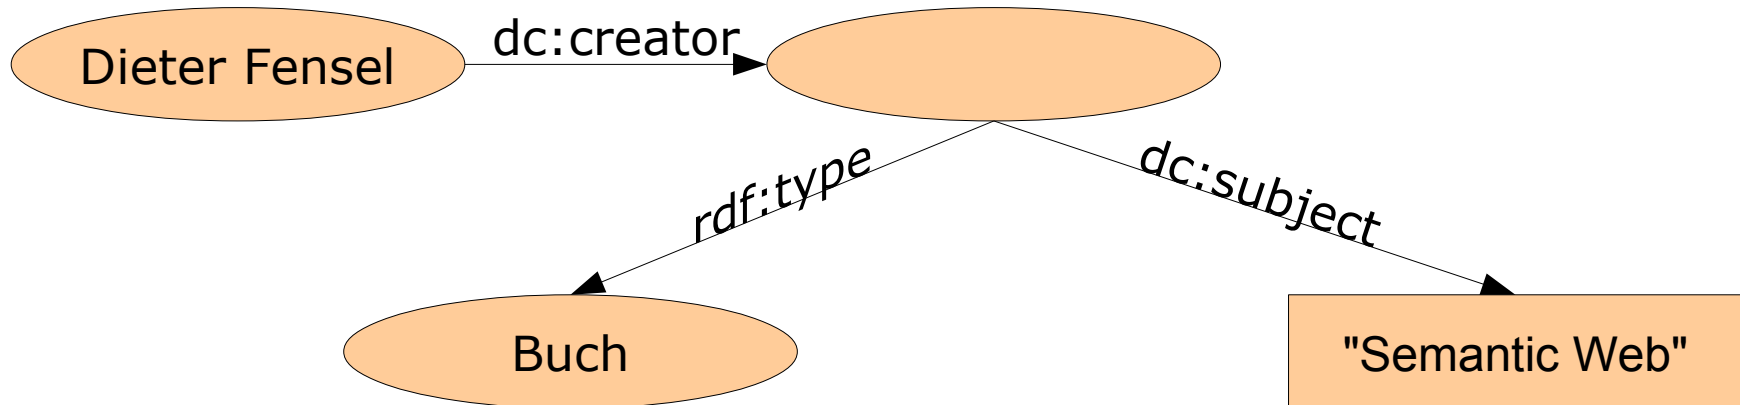 Dieter Fensel
dc:creator
rdf:type
dc:subject
Buch
"Semantic Web"